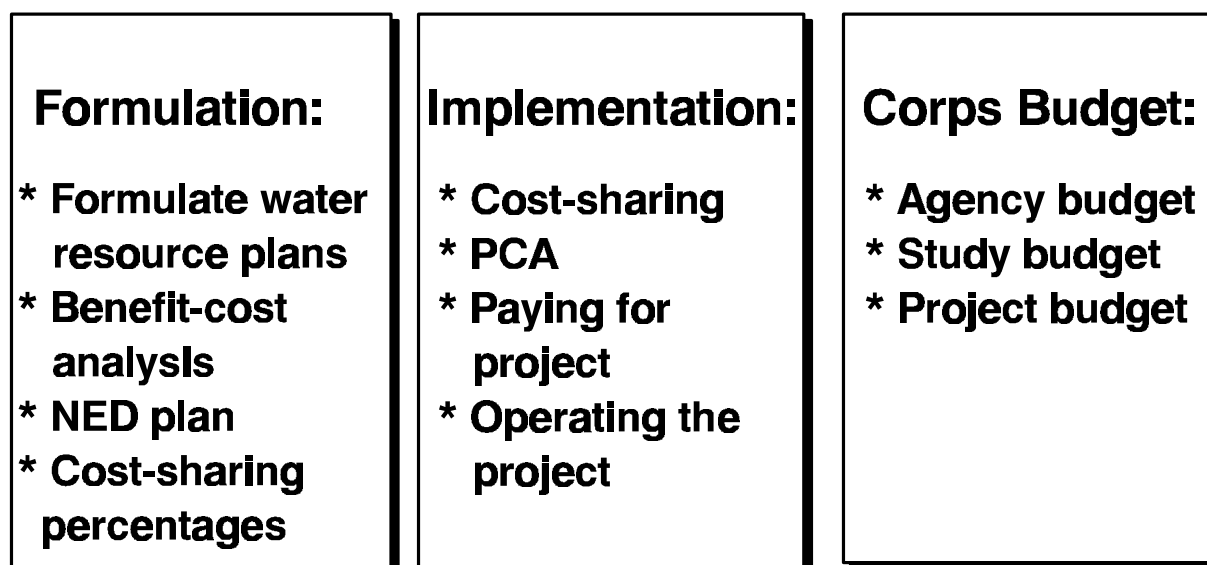 Formulation:
* Formulate water
resource plans
* Benefit-cost
analysis
* NED plan
* Cost-sharing
percentages
Implementation:
* Cost-sharing
* PCA
* Paying for
project
* Operating the
project
Corps Budget:
* Agency budget
* Study budget
* Project budget